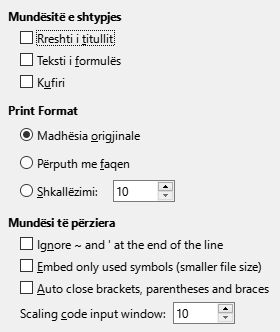 Mundësitë e shtypjes
Rreshti i titullit
Teksti i formulës
Kufiri
Print Format
Madhësia origjinale
Përputh me faqen
Shkallëzimi: 10
Mundësi të përziera
Ignore ~ and ' at the end of the line
Embed only used symbols (smaller file size)
Auto close brackets, parentheses and braces
Scaling code input window: 10